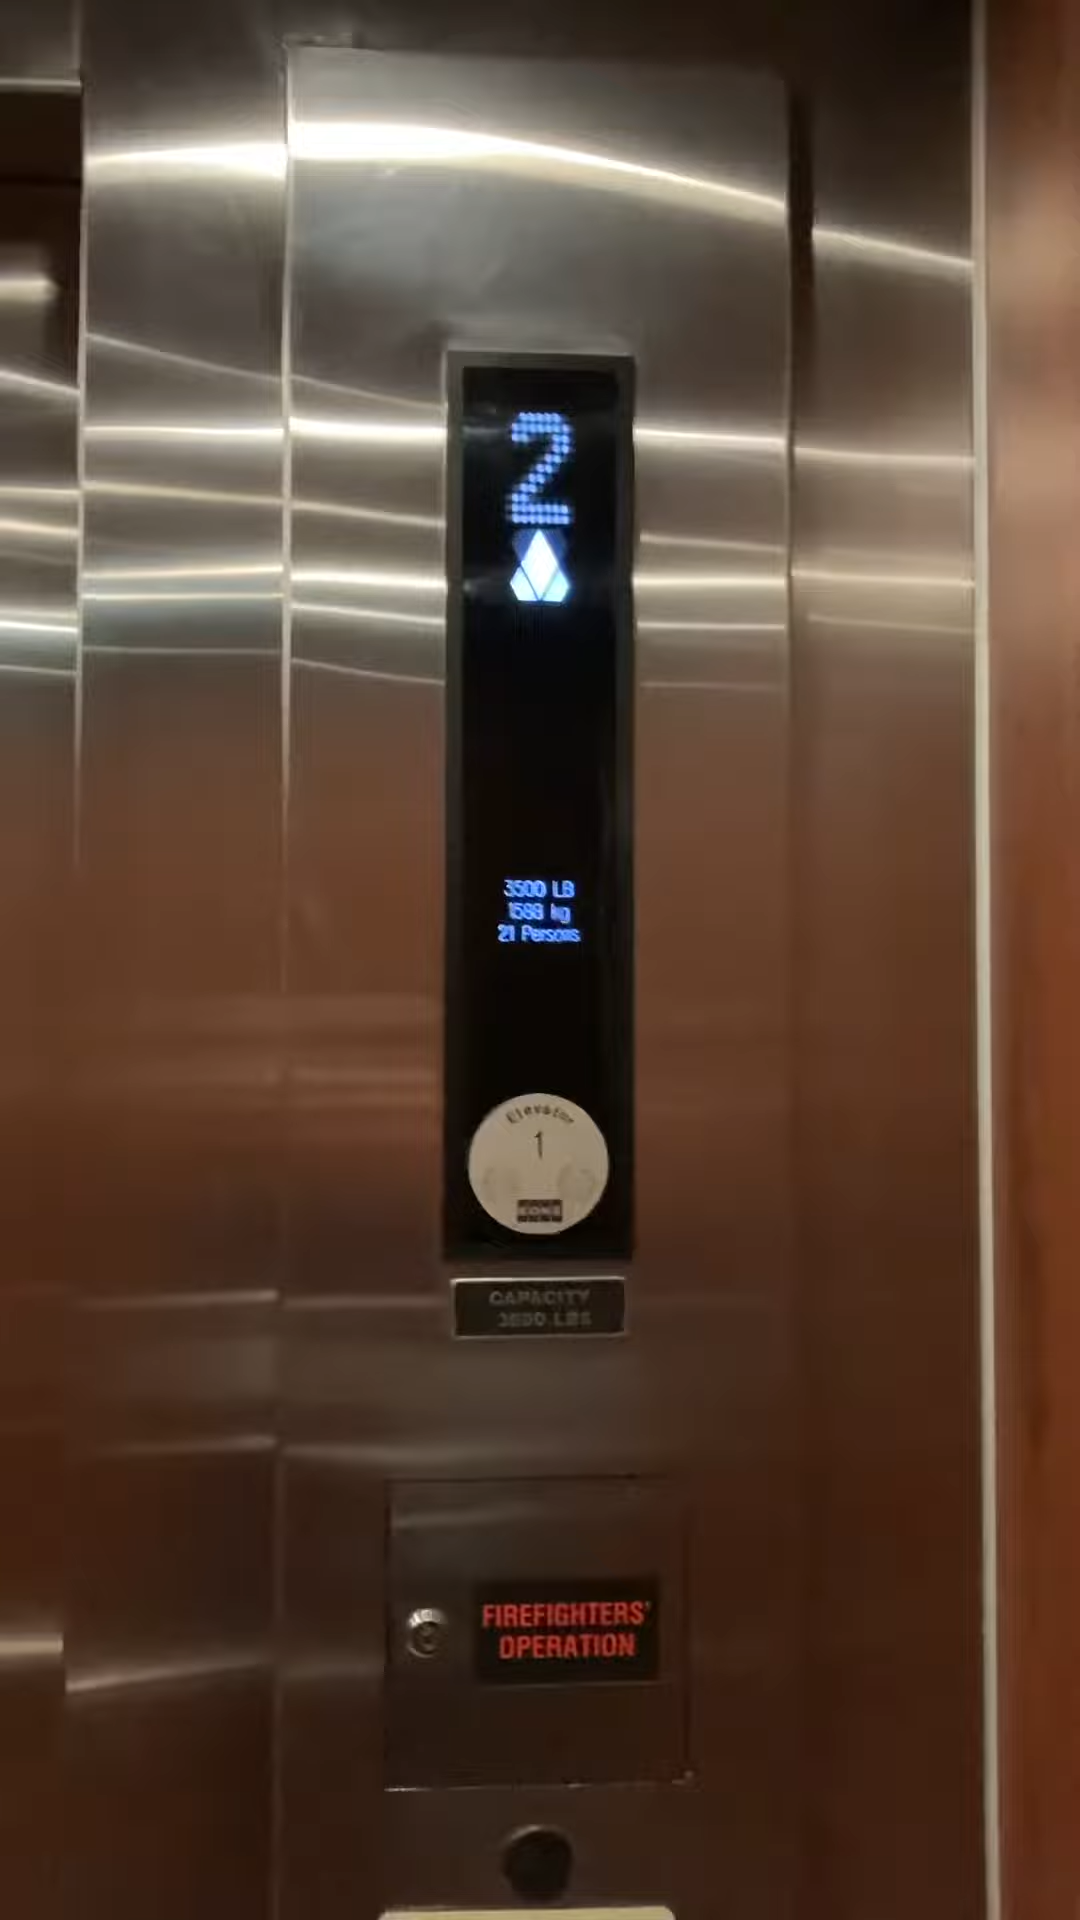 2
3500 LB
1588 kg
21 Persons
Elevator
1
KONE
CAPACITY
3500 LBS
FIREFIGHTERS'
OPERATION